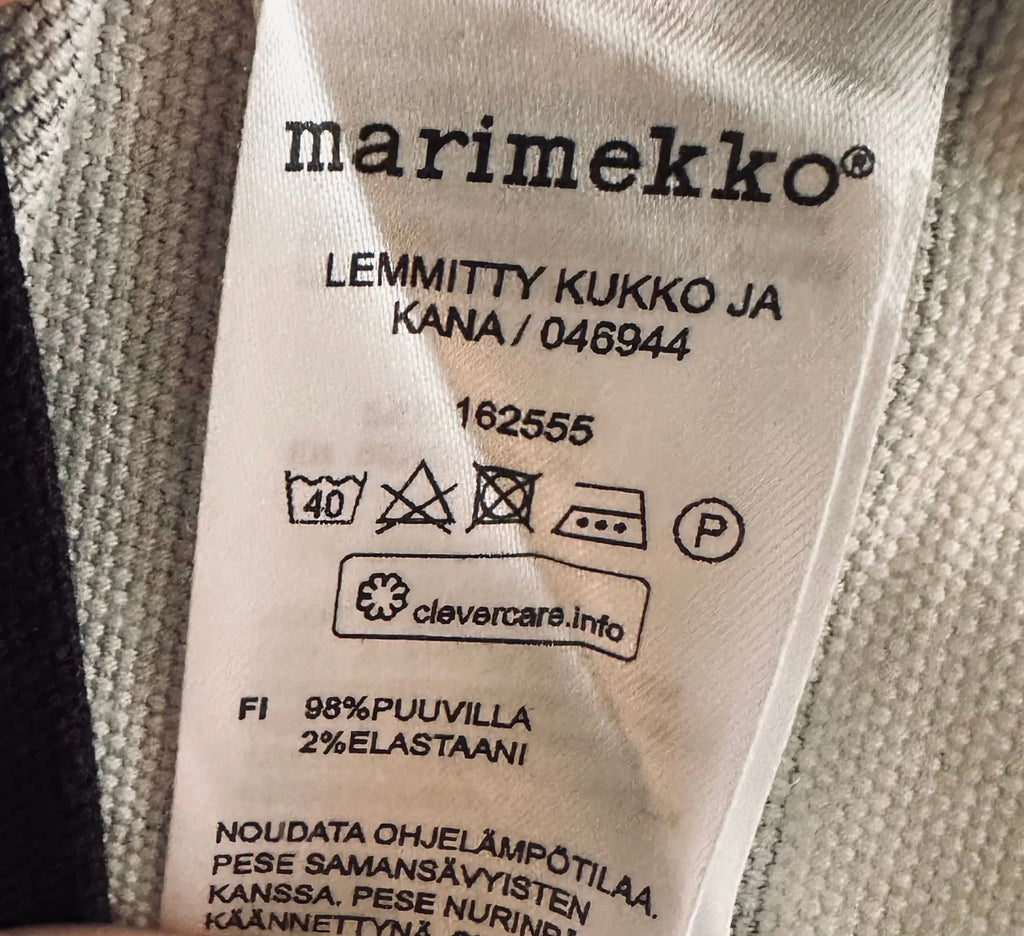 marimekko®
LEMMITTY KUKKO JA
KANA / 046944
162555
40 P
clevercare.info
FI 98%PUUVILLA
2%ELASTAANI
NOUDATA OHJELÄMPÖTILAA.
PESE SAMANSÄVYISTEN
KANSSA. PESE
KÄÄNNETTYNÄ.